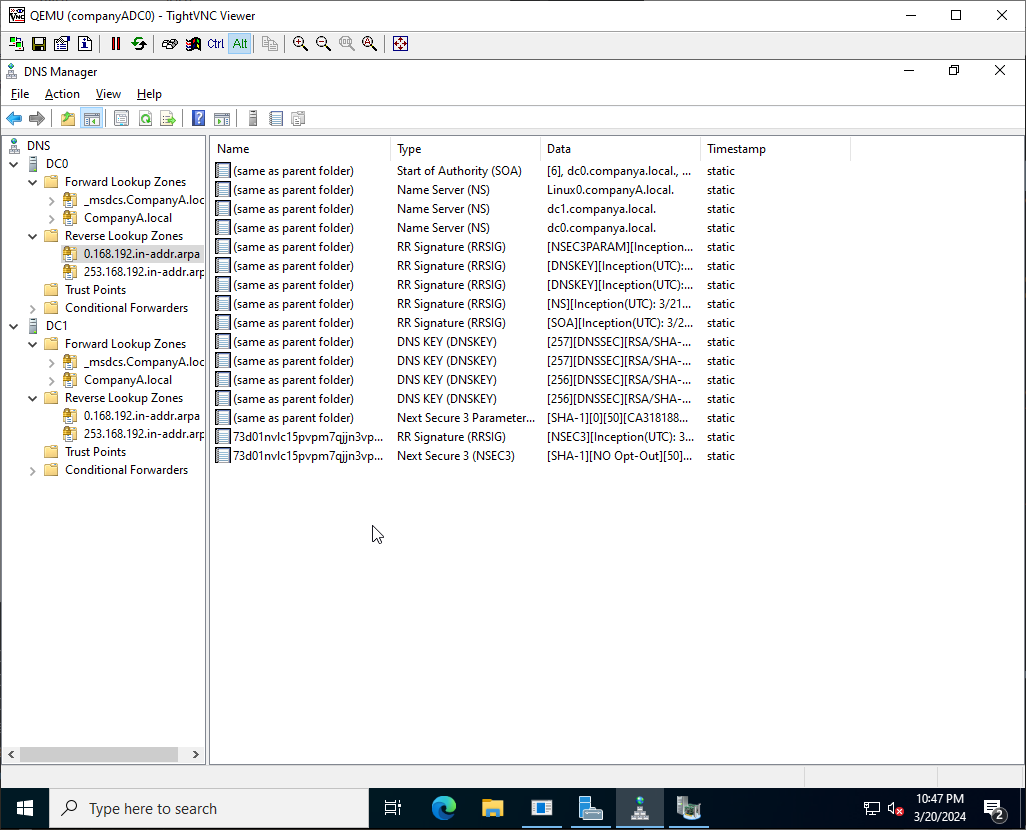 QEMU (companyADC0) - TightVNC Viewer
Ctrl Alt
DNS Manager
File Action View Help
DNS
DC0
Forward Lookup Zones
_msdcs.CompanyA.loc
CompanyA.local
Reverse Lookup Zones
0.168.192.in-addr.arpa
253.168.192.in-addr.arp
Trust Points
Conditional Forwarders
DC1
Forward Lookup Zones
_msdcs.CompanyA.loc
CompanyA.local
Reverse Lookup Zones
0.168.192.in-addr.arpa
253.168.192.in-addr.arp
Trust Points
Conditional Forwarders
Name Type Data Timestamp
(same as parent folder) Start of Authority (SOA) [6], dc0.companya.local., ... static
(same as parent folder) Name Server (NS) Linux0.companyA.local. static
(same as parent folder) Name Server (NS) dc1.companya.local. static
(same as parent folder) Name Server (NS) dc0.companya.local. static
(same as parent folder) RR Signature (RRSIG) [NSEC3PARAM][Inception... static
(same as parent folder) RR Signature (RRSIG) [DNSKEY][Inception(UTC):... static
(same as parent folder) RR Signature (RRSIG) [DNSKEY][Inception(UTC):... static
(same as parent folder) RR Signature (RRSIG) [NS][Inception(UTC): 3/21... static
(same as parent folder) RR Signature (RRSIG) [SOA][Inception(UTC): 3/2... static
(same as parent folder) DNS KEY (DNSKEY) [257][DNSSEC][RSA/SHA-... static
(same as parent folder) DNS KEY (DNSKEY) [257][DNSSEC][RSA/SHA-... static
(same as parent folder) DNS KEY (DNSKEY) [256][DNSSEC][RSA/SHA-... static
(same as parent folder) DNS KEY (DNSKEY) [256][DNSSEC][RSA/SHA-... static
(same as parent folder) Next Secure 3 Parameter... [SHA-1][0][50][CA318188... static
73d01nvlc15pvpm7qjjn3vp... RR Signature (RRSIG) [NSEC3][Inception(UTC): 3... static
73d01nvlc15pvpm7qjjn3vp... Next Secure 3 (NSEC3) [SHA-1][NO Opt-Out][50]... static
Type here to search
10:47 PM
3/20/2024
2